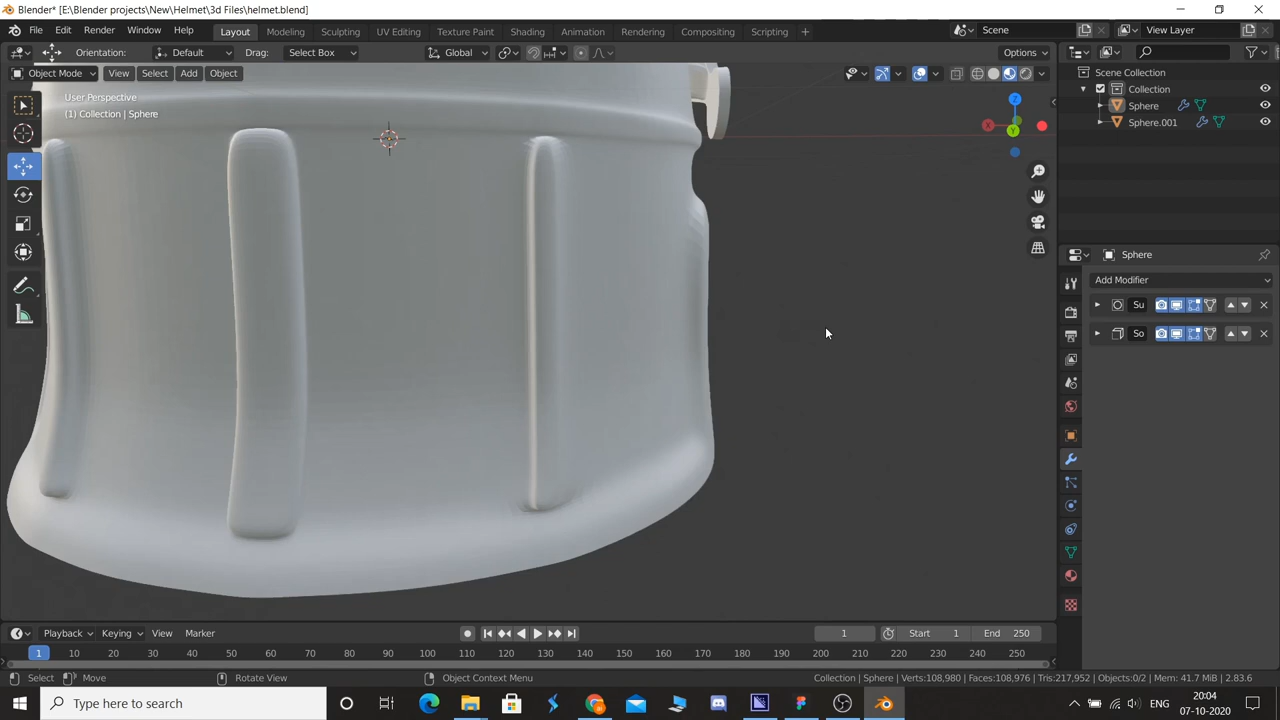 Blender* [E:\Blender projects\New\Helmet\3d Files\helmet.blend]
File Edit Render Window Help Layout Modeling Sculpting UV Editing Texture Paint Shading Animation Rendering Compositing Scripting + Scene View Layer
Orientation: Default Drag: Select Box Global Options
Object Mode View Select Add Object
User Perspective
(1) Collection | Sphere
X Y Z
Scene Collection
Collection
Sphere
Sphere.001
Sphere
Add Modifier
Su
So
Playback Keying View Marker 1 Start 1 End 250
1 10 20 30 40 50 60 70 80 90 100 110 120 130 140 150 160 170 180 190 200 210 220 230 240 250
Select Move Rotate View Object Context Menu Collection | Sphere | Verts:108,980 | Faces:108,976 | Tris:217,952 | Objects:0/2 | Mem: 41.7 MiB | 2.83.6
Type here to search ENG 20:04
07-10-2020